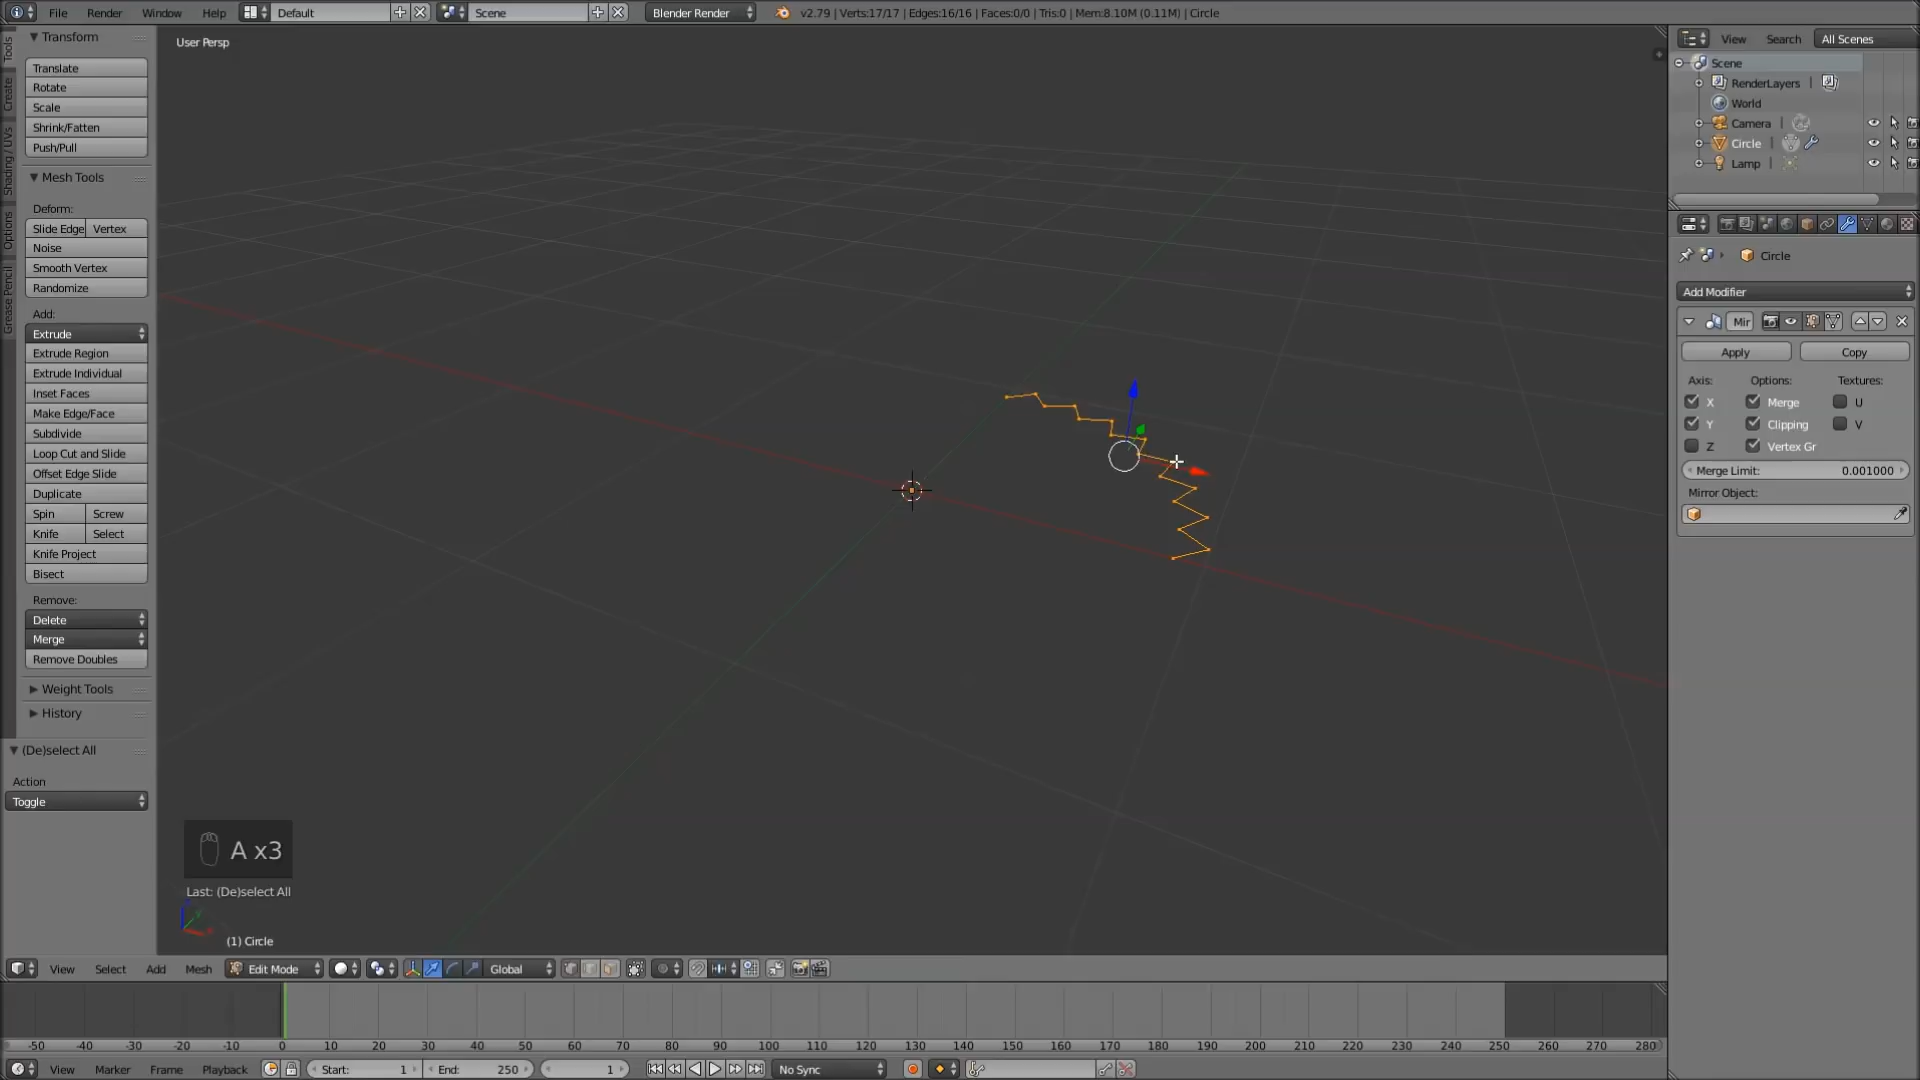 File Render Window Help Default Scene Blender Render v2.79 | Verts:17/17 | Edges:16/16 | Faces:0/0 | Tris:0 | Mem:8.10M (0.11M) | Circle
Tools
Create
Shading / UVs
Options
Grease Pencil
Transform
Translate
Rotate
Scale
Shrink/Fatten
Push/Pull
Mesh Tools
Deform:
Slide Edge Vertex
Noise
Smooth Vertex
Randomize
Add:
Extrude
Extrude Region
Extrude Individual
Inset Faces
Make Edge/Face
Subdivide
Loop Cut and Slide
Offset Edge Slide
Duplicate
Spin Screw
Knife Select
Knife Project
Bisect
Remove:
Delete
Merge
Remove Doubles
Weight Tools
History
(De)select All
Action
Toggle
User Persp
A x3
Last: (De)select All
(1) Circle
View Search All Scenes
Scene
RenderLayers |
World
Camera |
Circle |
Lamp |
Circle
Add Modifier
Mir
Apply Copy
Axis: Options: Textures:
X Merge U
Y Clipping V
Z Vertex Gr
Merge Limit: 0.001000
Mirror Object:
View Select Add Mesh Edit Mode Global
-50 -40 -30 -20 -10 0 10 20 30 40 50 60 70 80 90 100 110 120 130 140 150 160 170 180 190 200 210 220 230 240 250 260 270 280
View Marker Frame Playback Start: 1 End: 250 1 No Sync